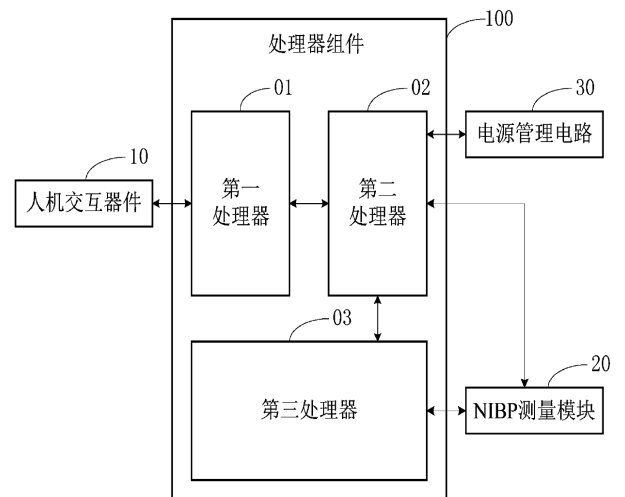 100
处理器组件
01
02
30
电源管理电路
10
人机交互器件
第一
处理器
第二
处理器
03
第三处理器
20
NIBP测量模块